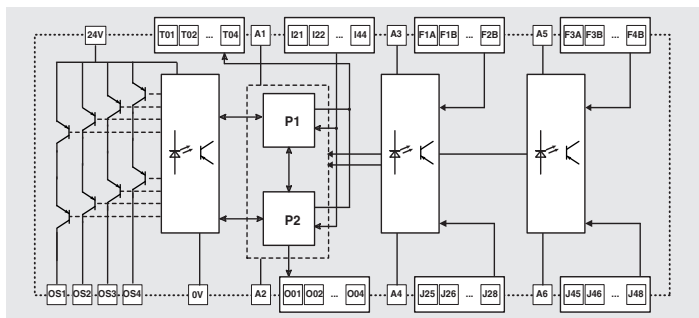 24V T01 T02 ... T04 A1 I21 I22 ... I44 A3 F1A F1B ... F2B A5 F3A F3B ... F4B
P1
P2
OS1 OS2 OS3 OS4 0V A2 O01 O02 ... O04 A4 J25 J26 ... J28 A6 J45 J46 ... J48